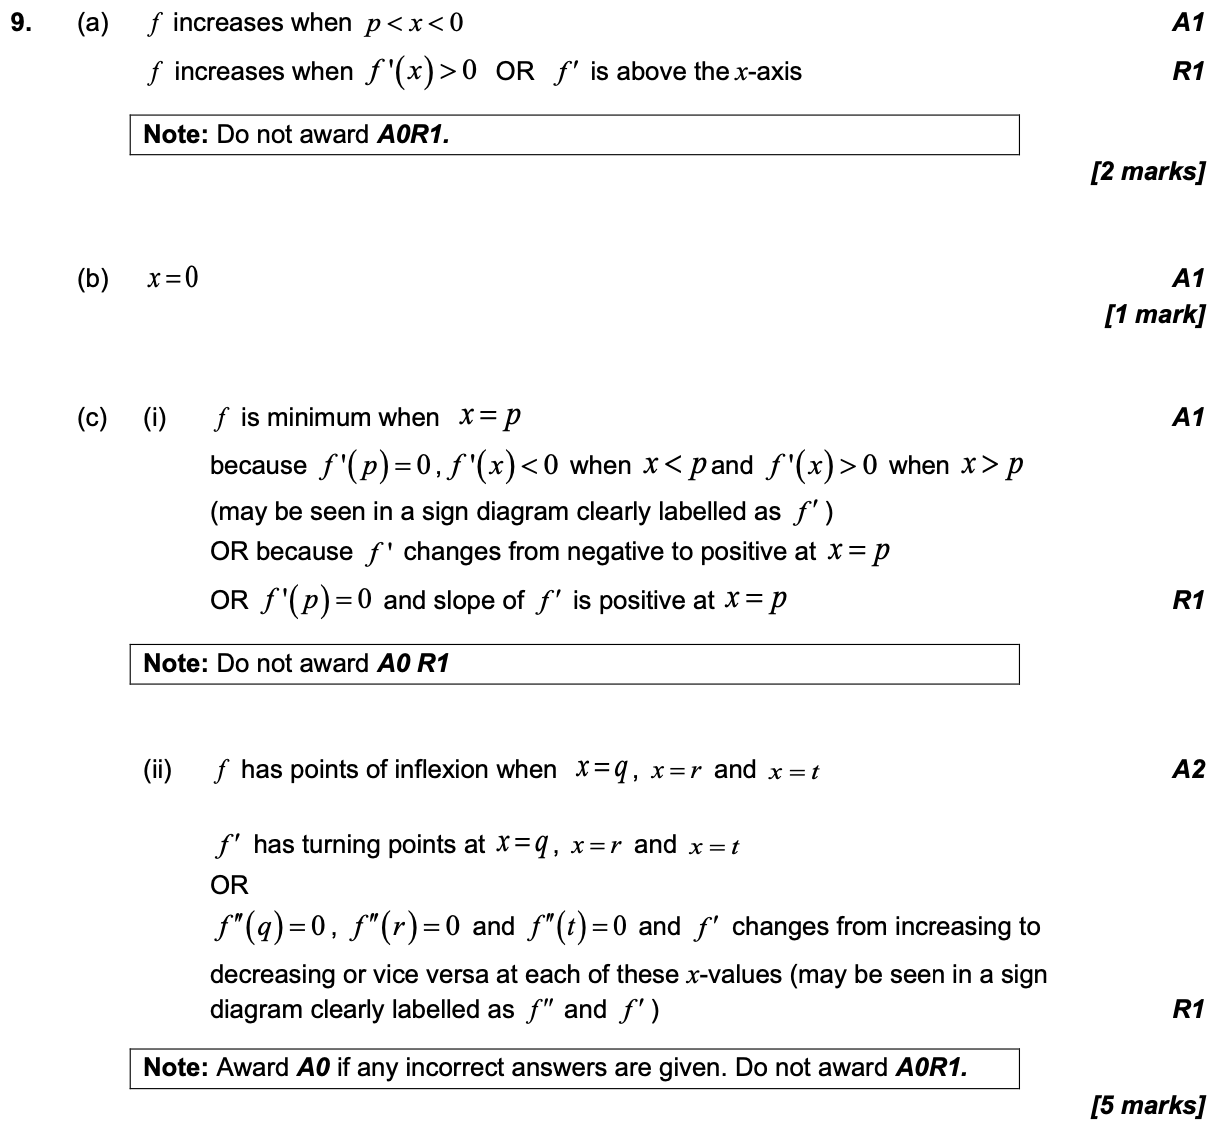 9. (a) f increases when p < x < 0 A1
f increases when f'(x) > 0 OR f′ is above the x-axis R1
Note: Do not award A0R1.
[2 marks]
(b) x = 0 A1
[1 mark]
(c) (i) f is minimum when x = p A1
because f'(p) = 0, f'(x) < 0 when x < p and f'(x) > 0 when x > p
(may be seen in a sign diagram clearly labelled as f′)
OR because f' changes from negative to positive at x = p
OR f'(p) = 0 and slope of f′ is positive at x = p R1
Note: Do not award A0 R1
(ii) f has points of inflexion when x = q, x = r and x = t A2
f′ has turning points at x = q, x = r and x = t
OR
f″(q) = 0, f″(r) = 0 and f″(t) = 0 and f′ changes from increasing to
decreasing or vice versa at each of these x-values (may be seen in a sign
diagram clearly labelled as f″ and f′) R1
Note: Award A0 if any incorrect answers are given. Do not award A0R1.
[5 marks]